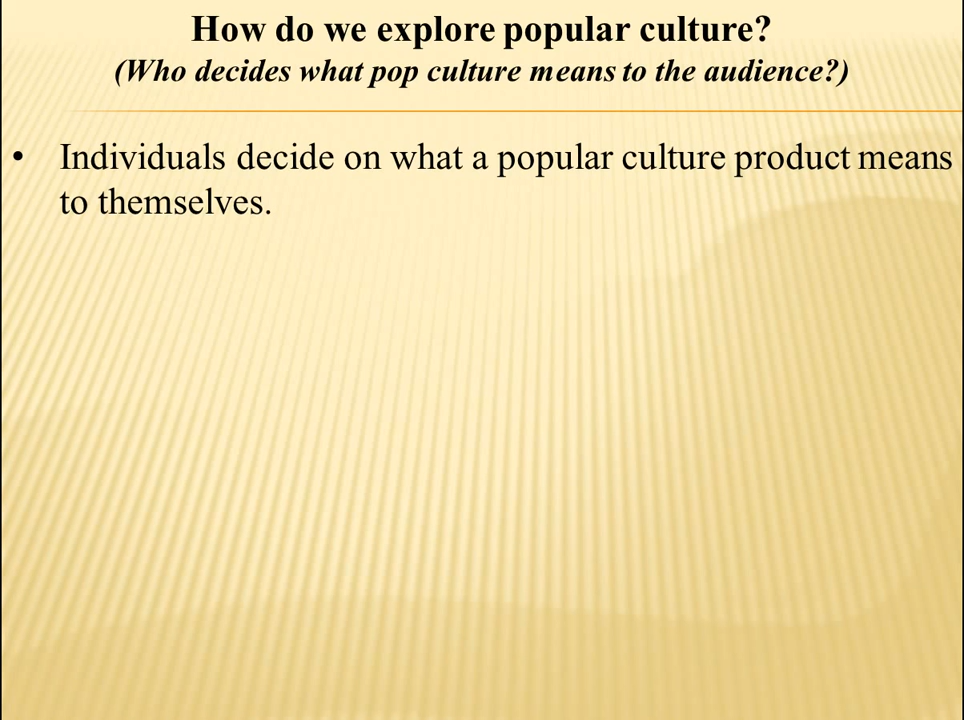 How do we explore popular culture?
(Who decides what pop culture means to the audience?)
• Individuals decide on what a popular culture product means
to themselves.